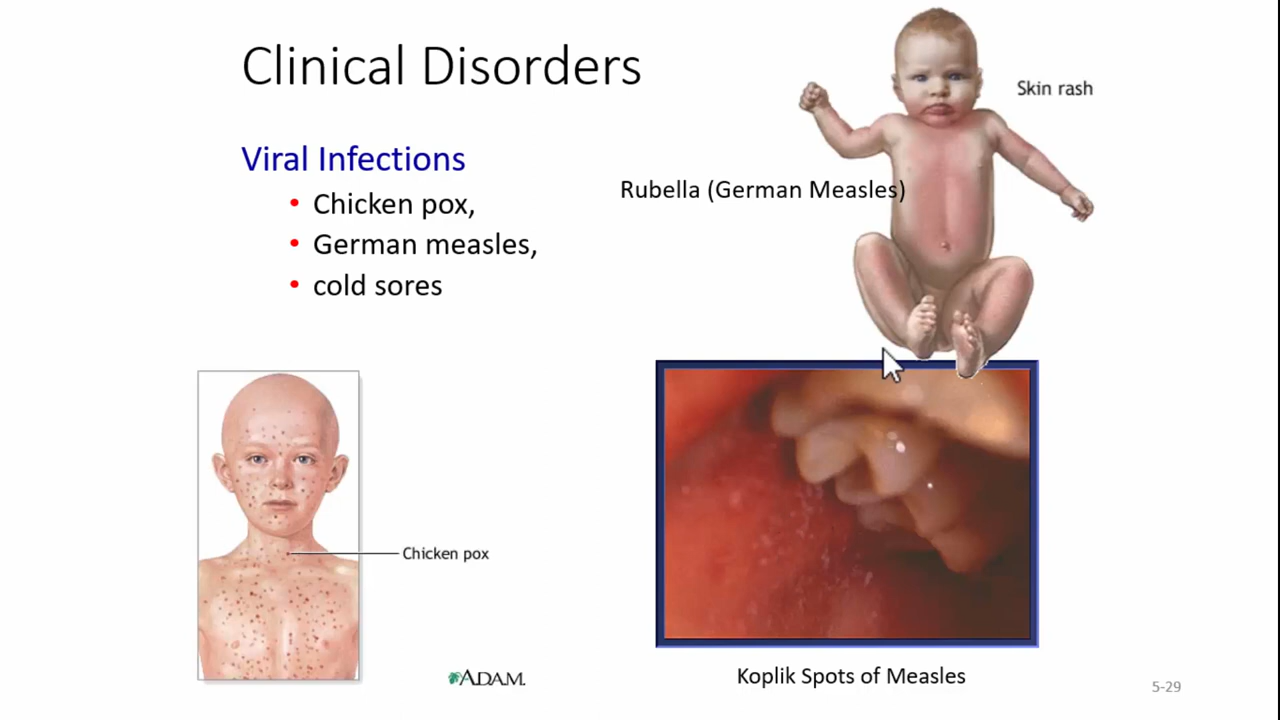 Clinical Disorders
Skin rash
Viral Infections
Rubella (German Measles)
• Chicken pox,
• German measles,
• cold sores
Chicken pox
A.D.A.M.
Koplik Spots of Measles
5-29